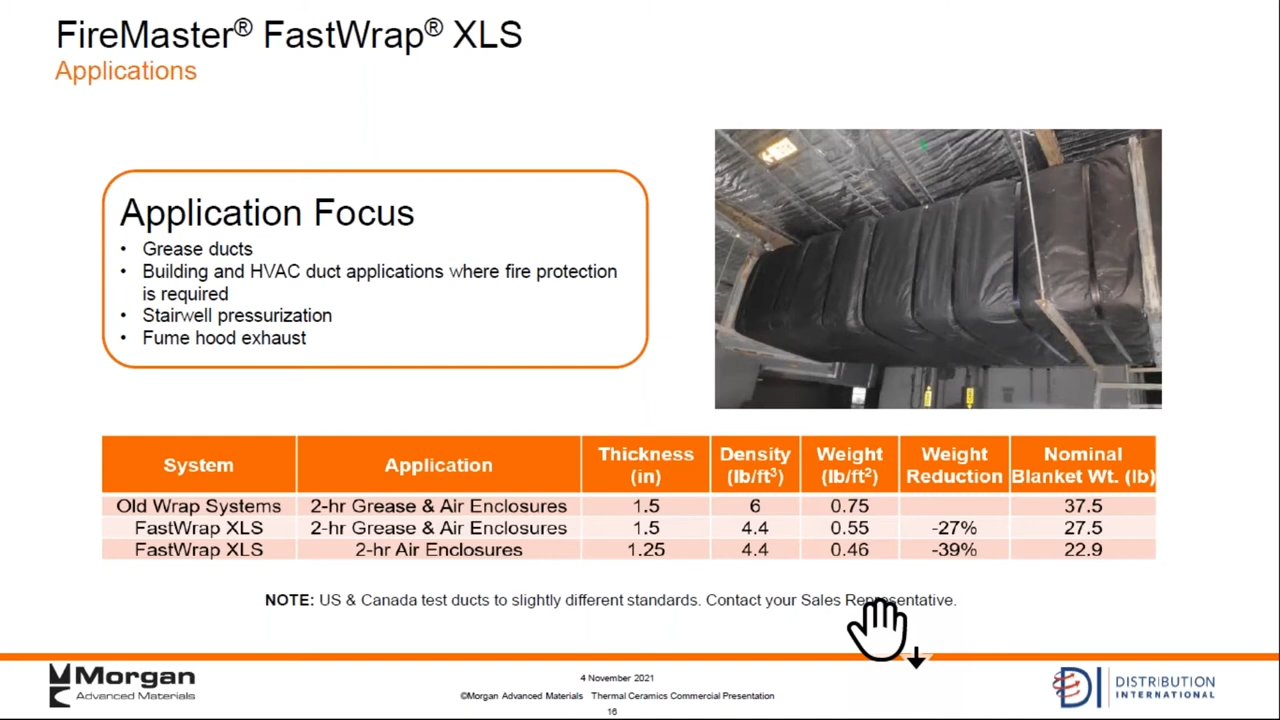 FireMaster® FastWrap® XLS
Applications
Application Focus
• Grease ducts
• Building and HVAC duct applications where fire protection
is required
• Stairwell pressurization
• Fume hood exhaust
System Application Thickness (in) Density (lb/ft³) Weight (lb/ft²) Weight Reduction Nominal Blanket Wt. (lb)
Old Wrap Systems 2-hr Grease & Air Enclosures 1.5 6 0.75 37.5
FastWrap XLS 2-hr Grease & Air Enclosures 1.5 4.4 0.55 -27% 27.5
FastWrap XLS 2-hr Air Enclosures 1.25 4.4 0.46 -39% 22.9
NOTE: US & Canada test ducts to slightly different standards. Contact your Sales Representative.
Morgan
Advanced Materials
4 November 2021
©Morgan Advanced Materials Thermal Ceramics Commercial Presentation
16
DI DISTRIBUTION
INTERNATIONAL